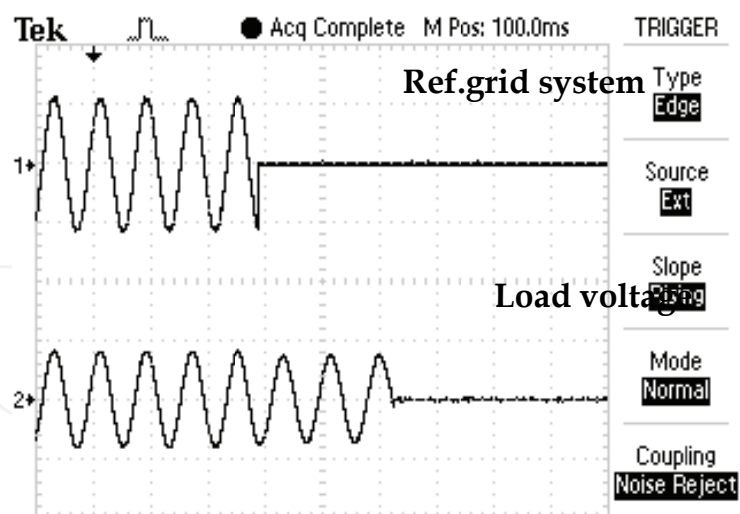 Tek Acq Complete M Pos: 100.0ms TRIGGER
Ref.grid system
Type
Edge
1
Source
Ext
Slope
Load voltage
Rising
Mode
Normal
2
Coupling
Noise Reject